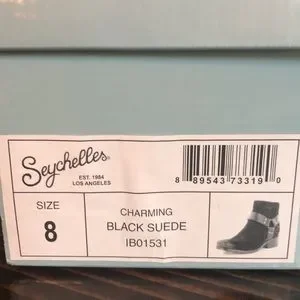 Seychelles
EST. 1984
LOS ANGELES
8 89543 73319 0
SIZE
8
CHARMING
BLACK SUEDE
IB01531